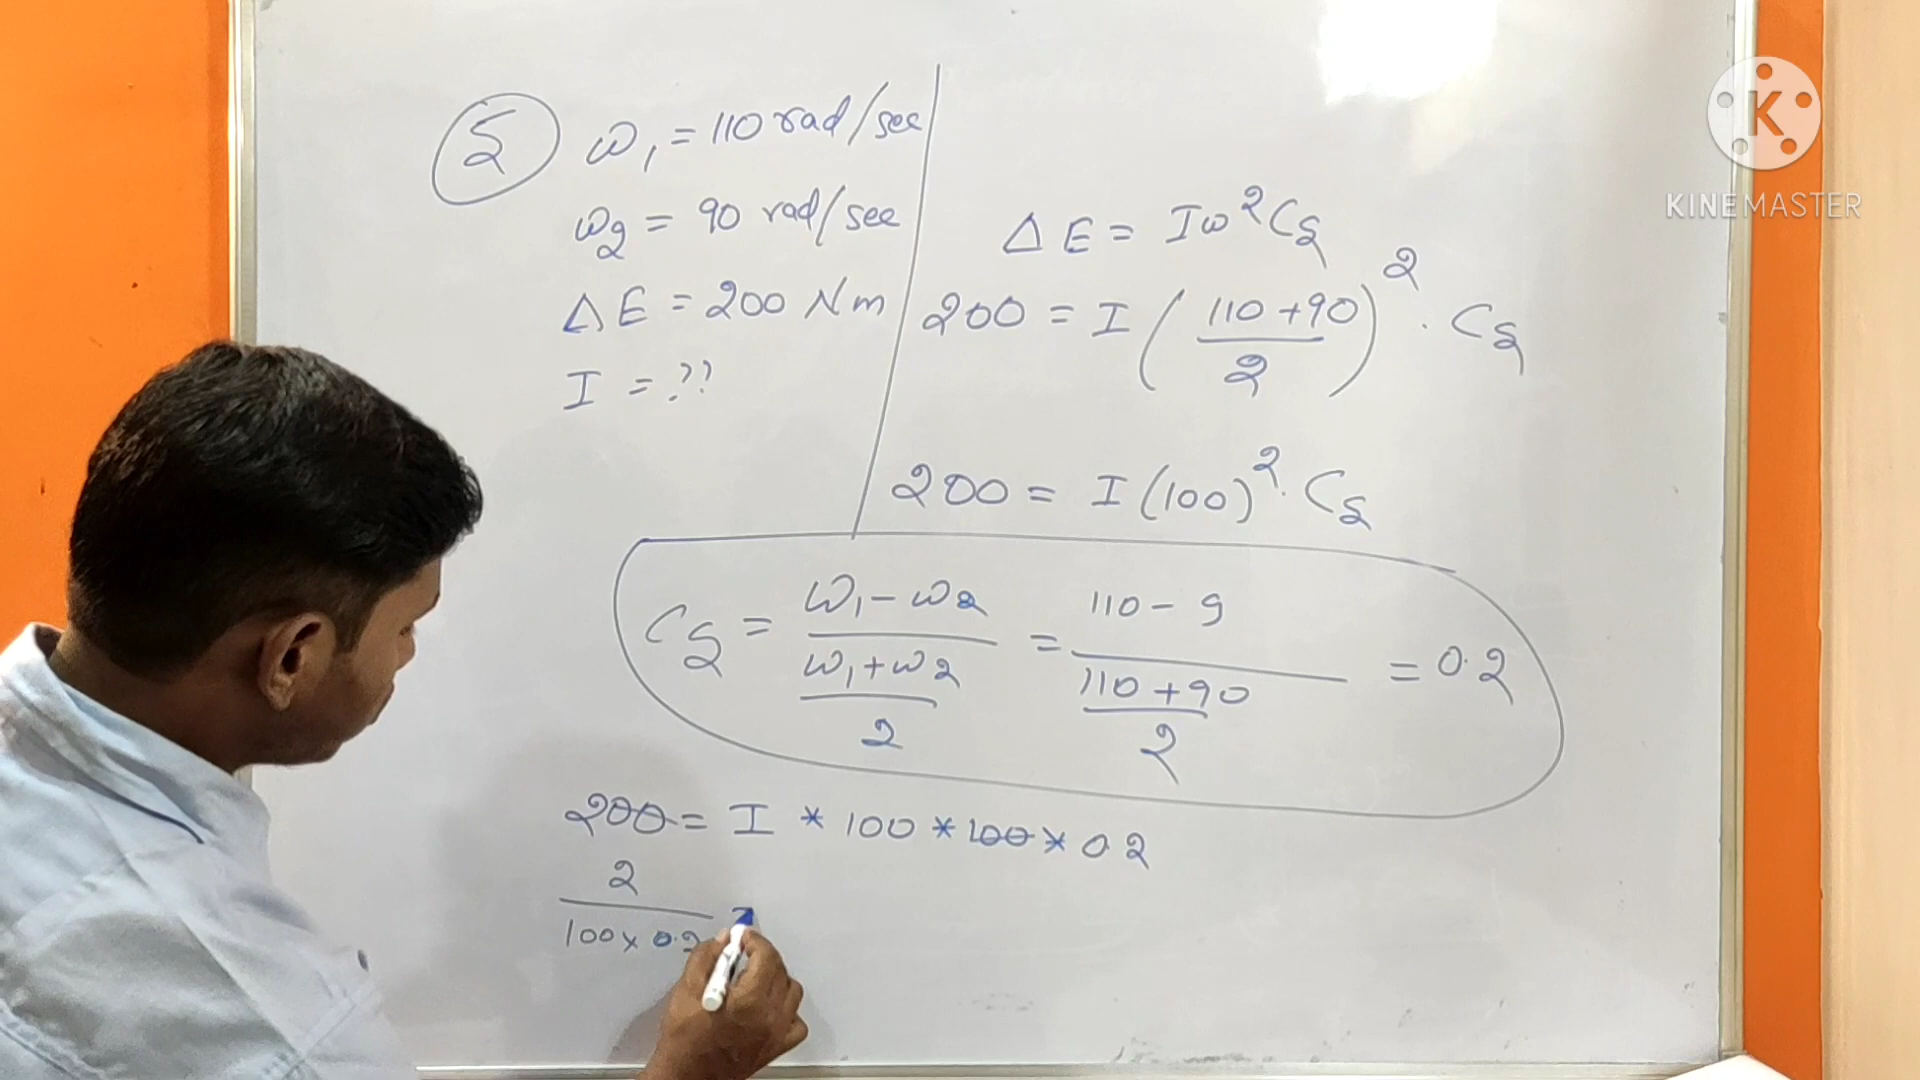 5 ω₁ = 110 rad/sec
ω₂ = 90 rad/sec
ΔE = 200 Nm
I = ??
ΔE = Iω²Cs
200 = I ((110+90)/2)² · Cs
200 = I (100)² · Cs
Cs = (ω₁ - ω₂)/((ω₁ + ω₂)/2) = (110 - 9)/((110 + 90)/2) = 0.2
200 = I * 100 * 100 * 0.2
2/(100 x 0.2) =
K
KINEMASTER